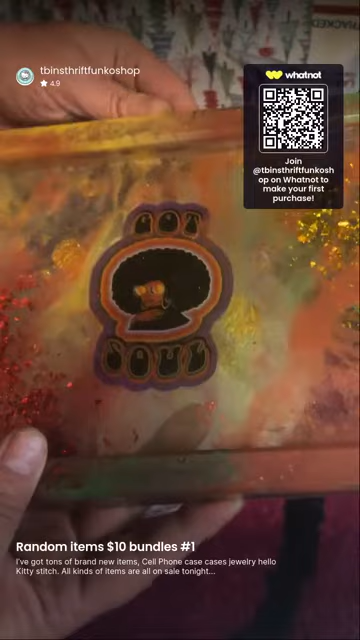 tbinsthriftfunkoshop
4.9
whatnot
Join
@tbinsthriftfunkosh
op on Whatnot to
make your first
purchase!
GOT
SOUL
Random items $10 bundles #1
I've got tons of brand new items, Cell Phone case cases jewelry hello
Kitty stitch. All kinds of items are all on sale tonight...